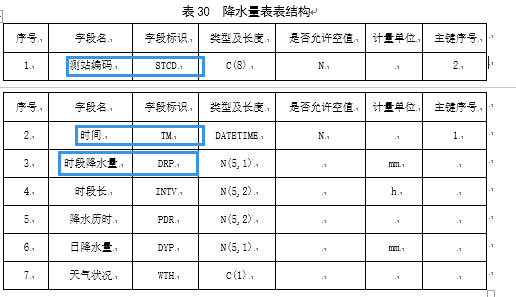 表 30 降水量表表结构
序号 字段名 字段标识 类型及长度 是否允许空值 计量单位 主键序号
1. 测站编码 STCD C(8) N 2
序号 字段名 字段标识 类型及长度 是否允许空值 计量单位 主键序号
2. 时间 TM DATETIME N 1
3. 时段降水量 DRP N(5,1) mm
4. 时段长 INTV N(5,2) h
5. 降水历时 PDR N(5,2)
6. 日降水量 DYP N(5,1) mm
7. 天气状况 WTH C(1)